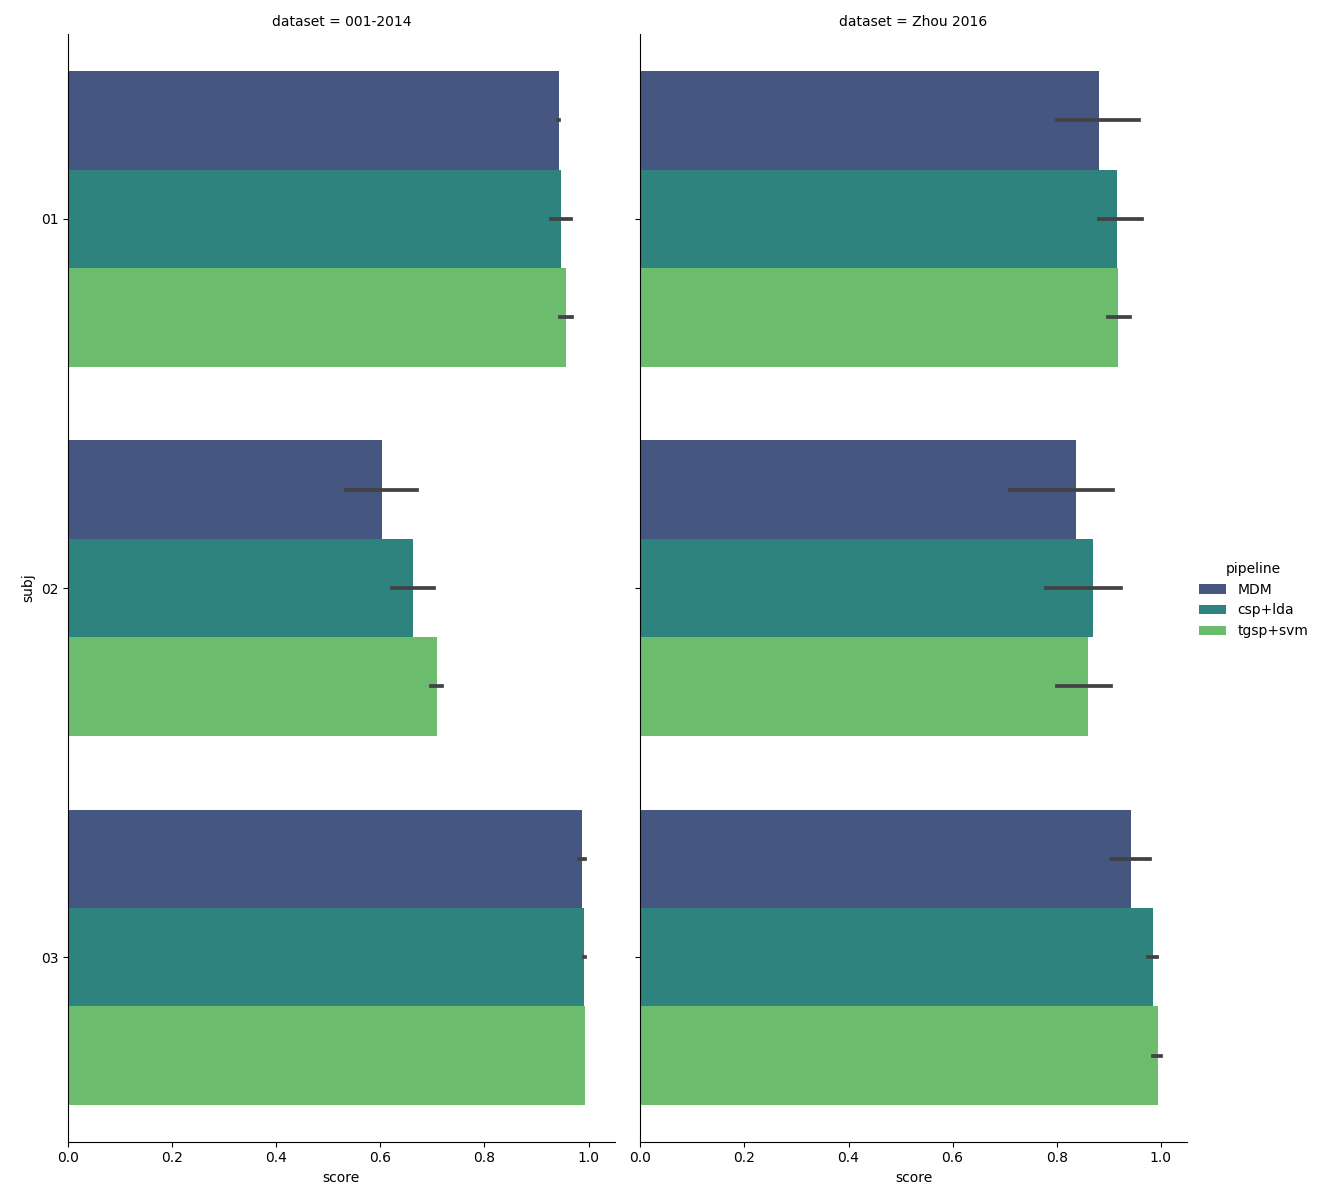 dataset = 001-2014
dataset = Zhou 2016
01
02
03
subj
0.0 0.2 0.4 0.6 0.8 1.0
score
0.0 0.2 0.4 0.6 0.8 1.0
score
pipeline
MDM
csp+lda
tgsp+svm